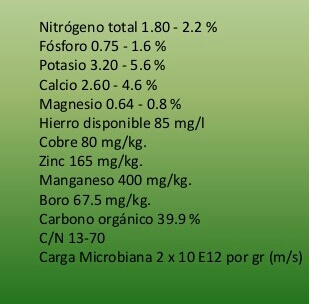 Nitrógeno total 1.80 - 2.2 %
Fósforo 0.75 - 1.6 %
Potasio 3.20 - 5.6 %
Calcio 2.60 - 4.6 %
Magnesio 0.64 - 0.8 %
Hierro disponible 85 mg/l
Cobre 80 mg/kg.
Zinc 165 mg/kg.
Manganeso 400 mg/kg.
Boro 67.5 mg/kg.
Carbono orgánico 39.9 %
C/N 13-70
Carga Microbiana 2 x 10 E12 por gr (m/s)